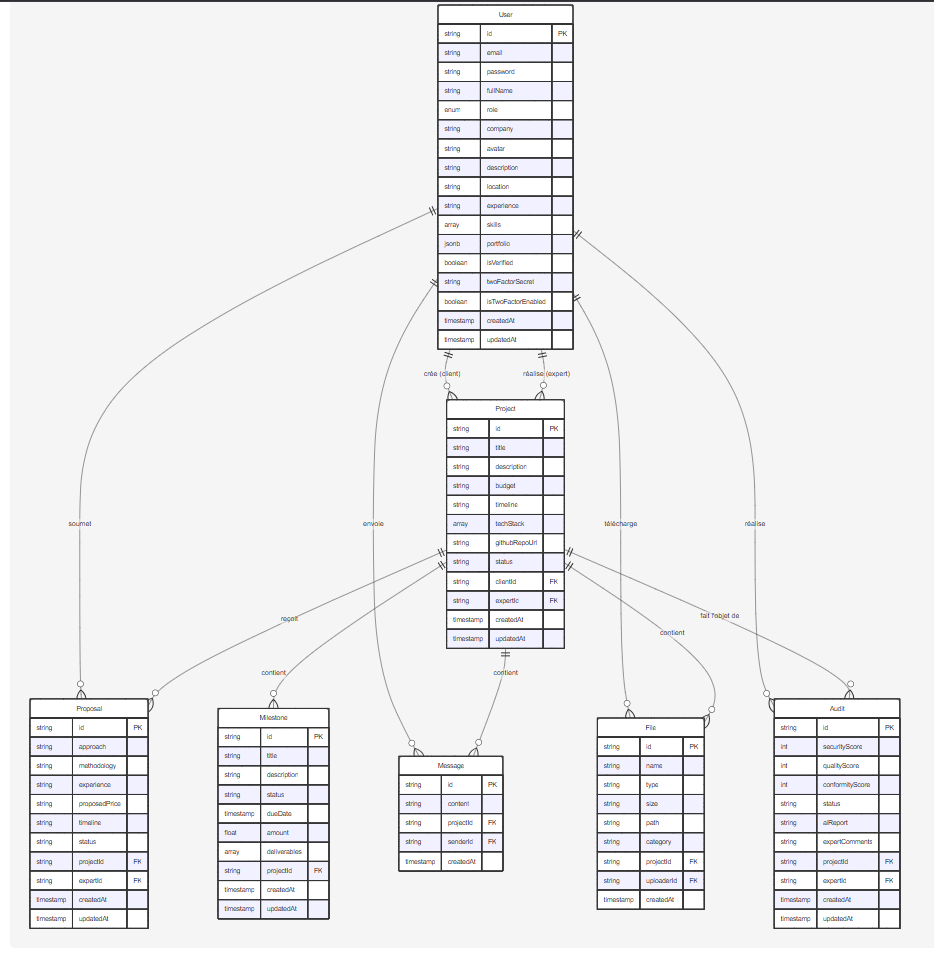 User
string id PK
string email
string password
string fullName
enum role
string company
string avatar
string description
string location
string experience
array skills
jsonb portfolio
boolean isVerified
string twoFactorSecret
boolean isTwoFactorEnabled
timestamp createdAt
timestamp updatedAt
crée (client)
réalise (expert)
Project
string id PK
string title
string description
string budget
string timeline
array techStack
string githubRepoUrl
string status
string clientId FK
string expertId FK
timestamp createdAt
timestamp updatedAt
soumet
envoie
télécharge
réalise
reçoit
fait l'objet de
contient
contient
contient
Proposal
string id PK
string approach
string methodology
string experience
string proposedPrice
string timeline
string status
string projectId FK
string expertId FK
timestamp createdAt
timestamp updatedAt
Milestone
string id PK
string title
string description
string status
timestamp dueDate
float amount
array deliverables
string projectId FK
timestamp createdAt
timestamp updatedAt
Message
string id PK
string content
string projectId FK
string senderId FK
timestamp createdAt
File
string id PK
string name
string type
string size
string path
string category
string projectId FK
string uploaderId FK
timestamp createdAt
Audit
string id PK
int securityScore
int qualityScore
int conformityScore
string status
string aiReport
string expertComments
string projectId FK
string expertId FK
timestamp createdAt
timestamp updatedAt